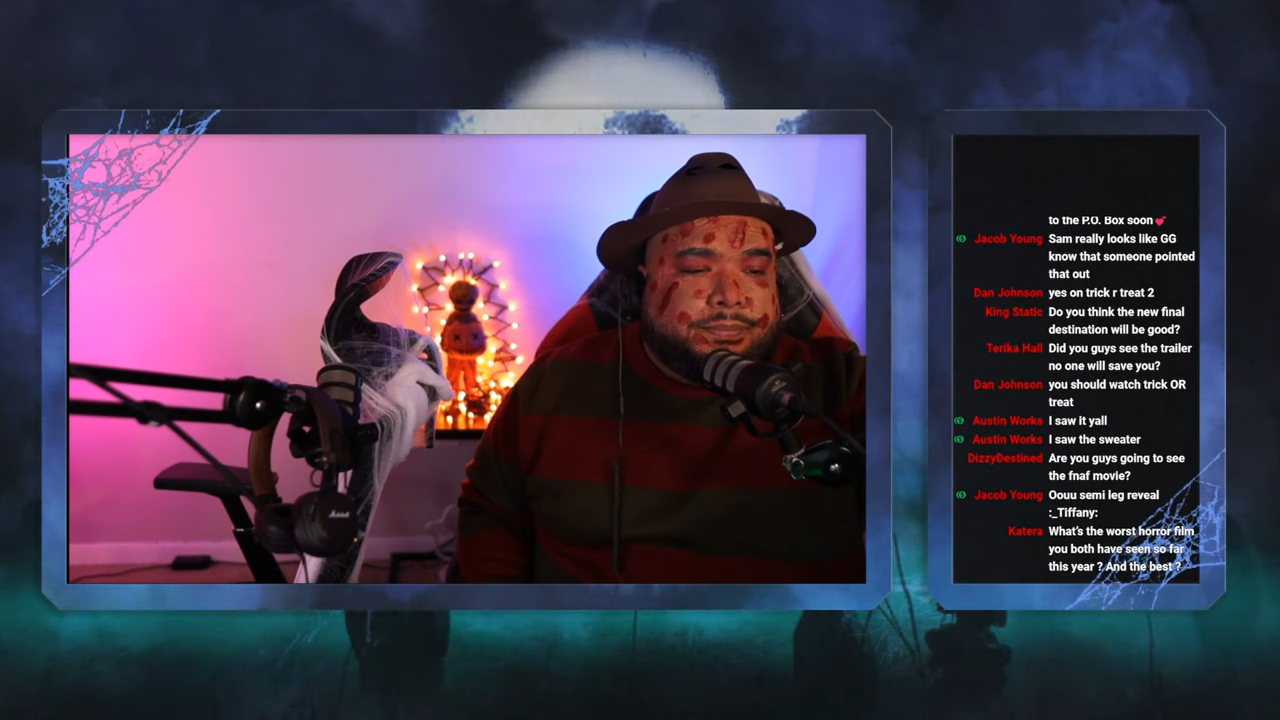 to the P.O. Box soon 💕
Jacob Young Sam really looks like GG
know that someone pointed
that out
Dan Johnson yes on trick r treat 2
King Static Do you think the new final
destination will be good?
Terika Hall Did you guys see the trailer
no one will save you?
Dan Johnson you should watch trick OR
treat
Austin Works I saw it yall
Austin Works I saw the sweater
DizzyDestined Are you guys going to see
the fnaf movie?
Jacob Young Oouu semi leg reveal
:_Tiffany:
Katera What's the worst horror film
you both have seen so far
this year ? And the best ?
Marshall